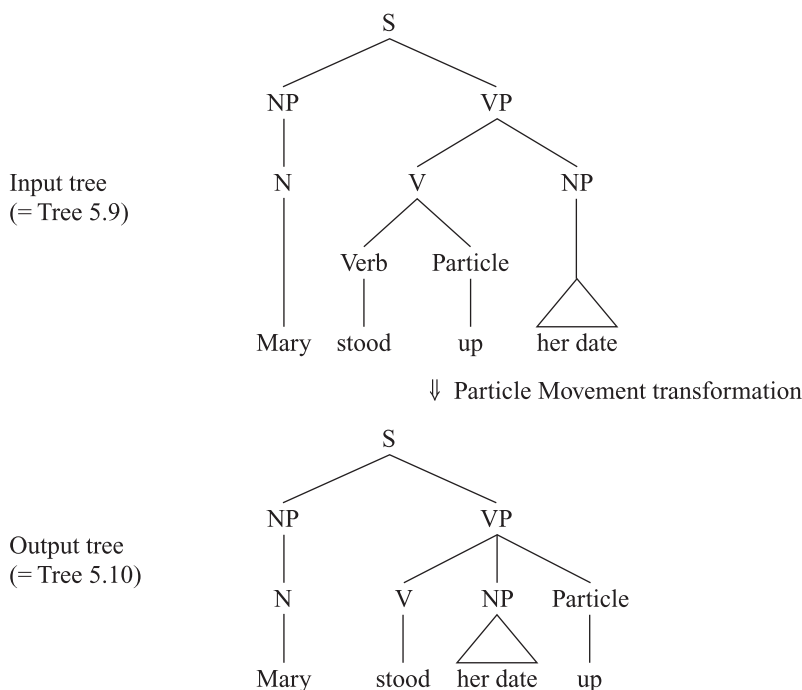 S
NP VP
Input tree
(= Tree 5.9)
N V NP
Verb Particle
Mary stood up her date
⇓ Particle Movement transformation
S
NP VP
Output tree
(= Tree 5.10)
N V NP Particle
Mary stood her date up